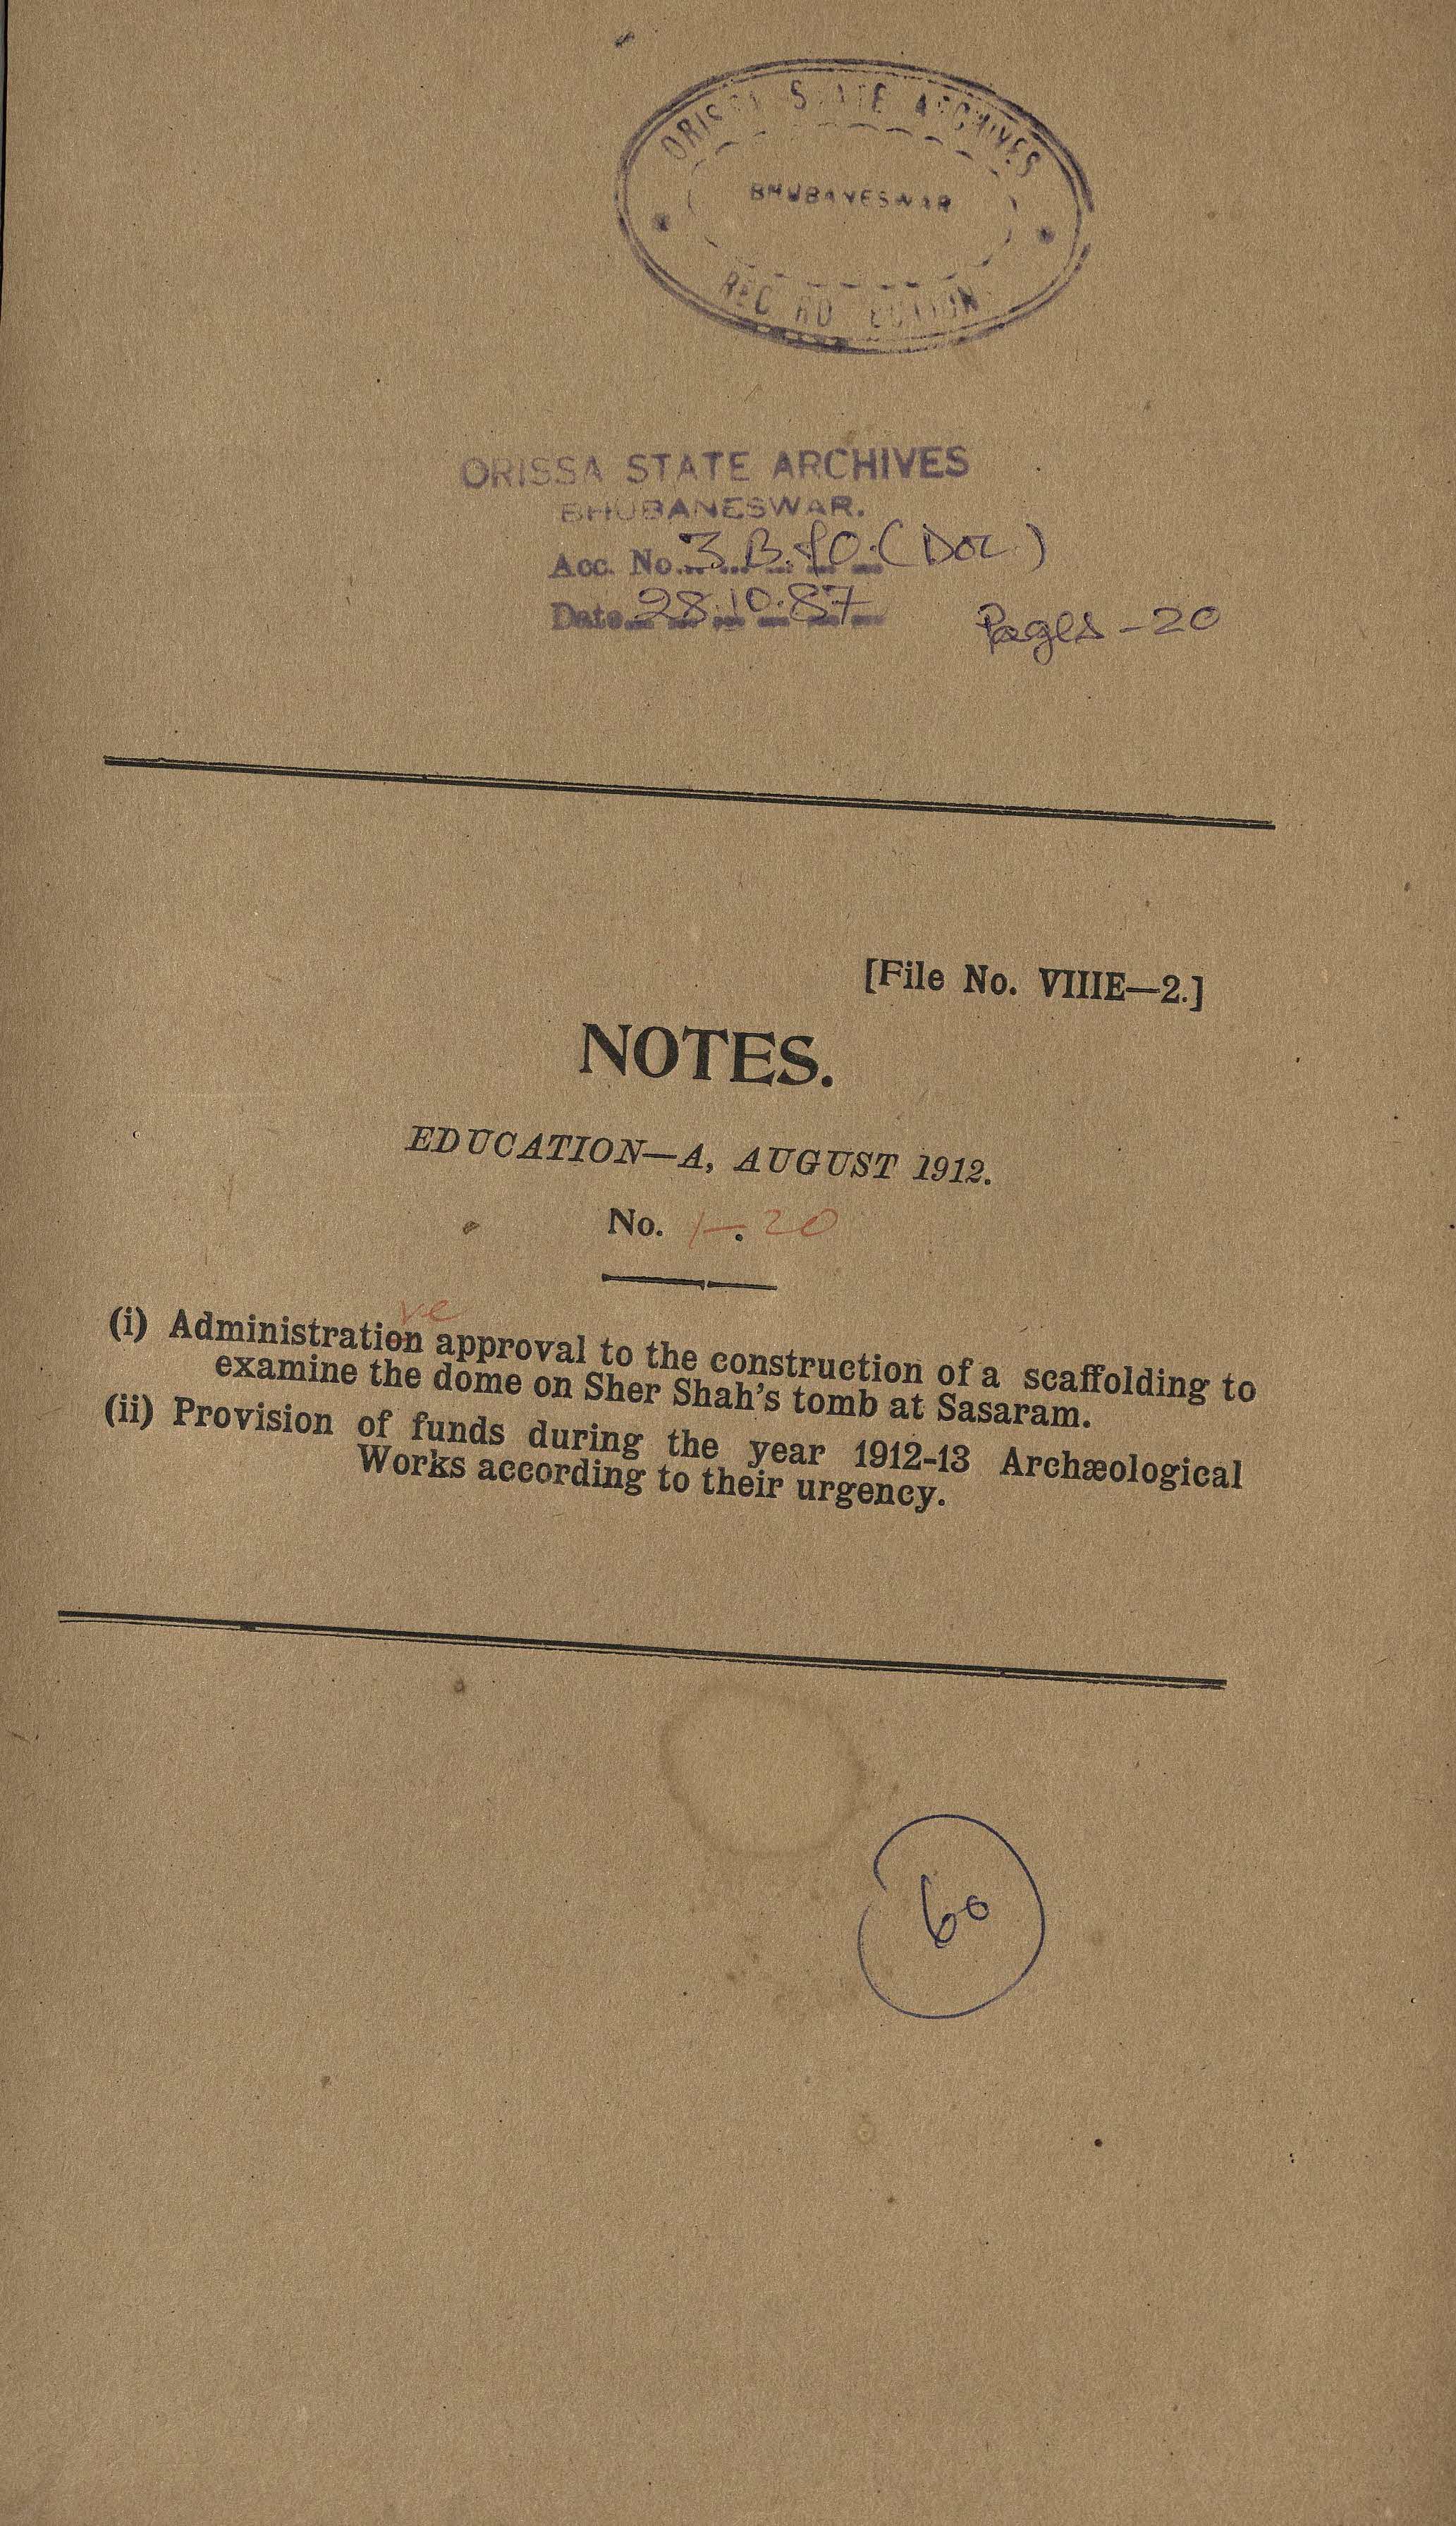 ORISSA STATE ARCHIVES
BHUBANESWAR
ORISSA STATE ARCHIVES
BHUBANESWAR.
Acc. No. 3 B. (Doc)
Date 28.10.87
Pages - 20
[File No. VIIIE—2.]
NOTES.
EDUCATION—A, AUGUST 1912.
No. 1—20
ve
(i) Administration approval to the construction of a scaffolding to
examine the dome on Sher Shah's tomb at Sasaram.
(ii) Provision of funds during the year 1912-13 Archæological
Works according to their urgency.
60